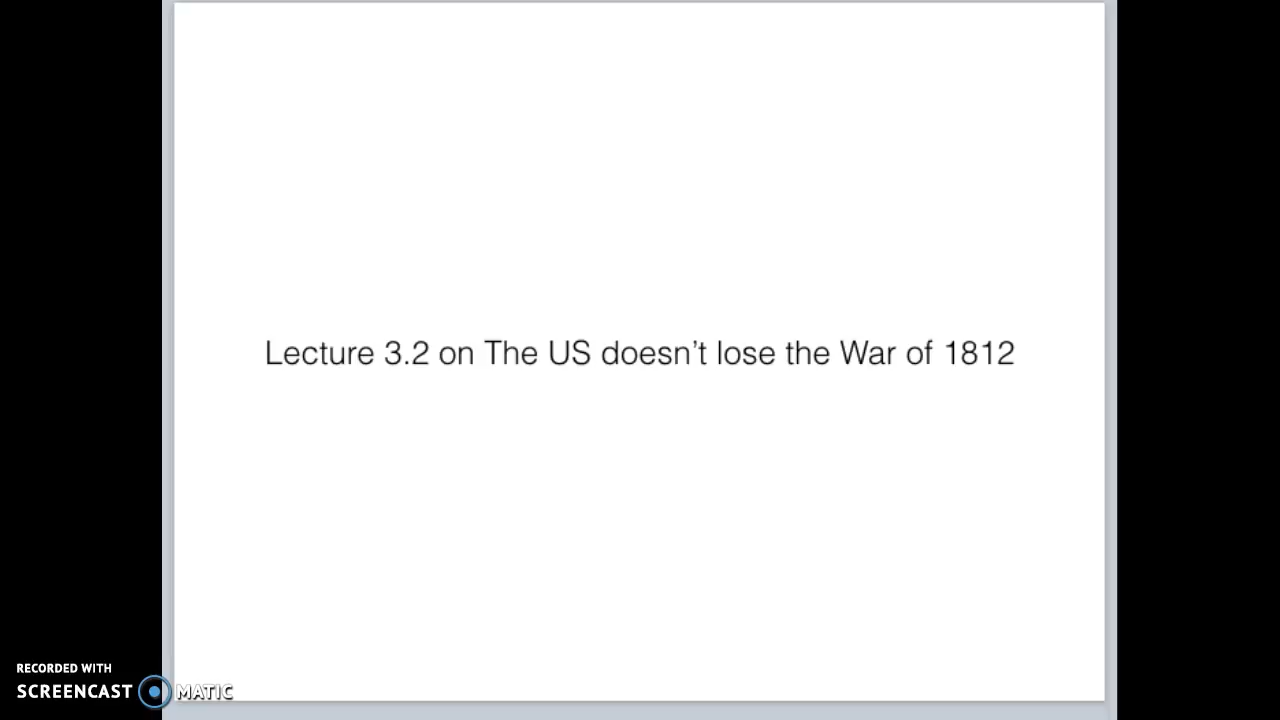 Lecture 3.2 on The US doesn’t lose the War of 1812
RECORDED WITH
SCREENCAST MATIC